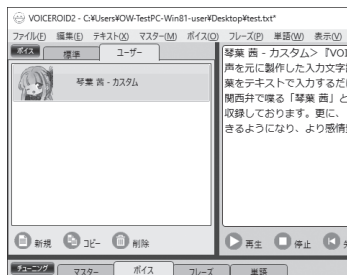 VOICEROID2 - C:¥Users¥OW-TestPC-Win81-user¥Desktop¥test.txt*
ファイル(F) 編集(E) テキスト(X) マスター(M) ボイス(O) フレーズ(P) 単語(W) 表示(V)
ボイス 標準 ユーザー
琴葉 茜 - カスタム
琴葉 茜 - カスタム> 『VOI
声を元に製作した入力文字
葉をテキストで入力するだけ
関西弁で喋る「琴葉 茜」と
収録しております。更に、
きるようになり、より感情
新規 コピー 削除
再生 停止
チューニング マスター ボイス フレーズ 単語